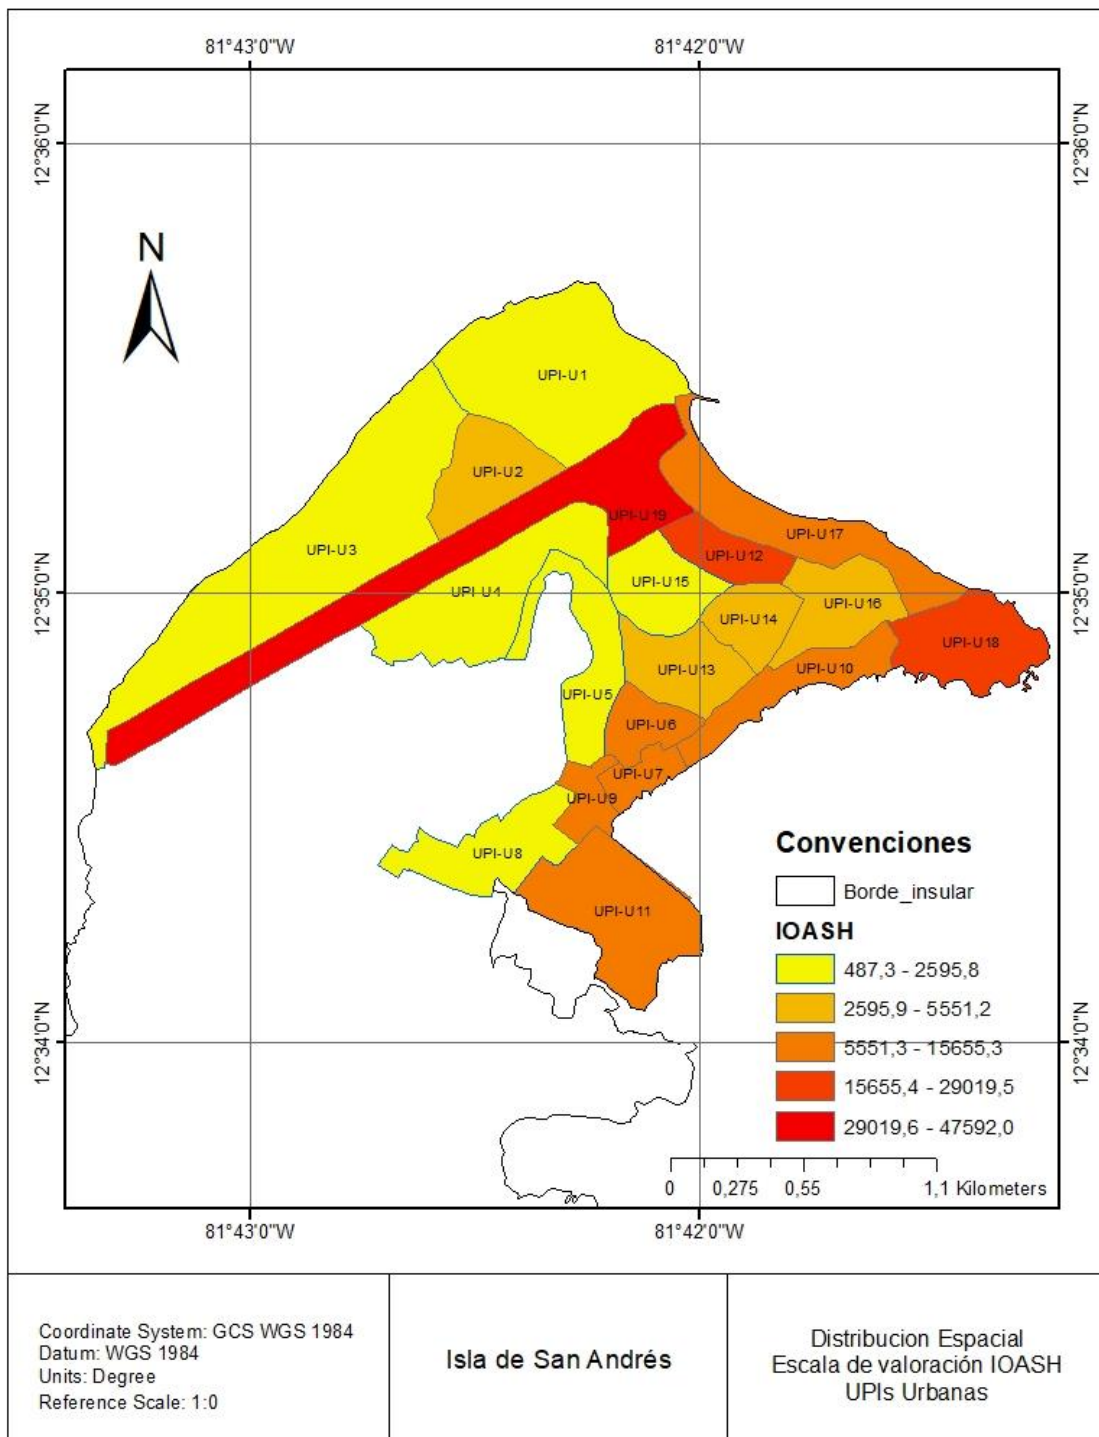 81°43'0"W
81°42'0"W
12°36'0"N
12°36'0"N
N
UPI-U1
UPI-U2
UPI-U19
UPI-U17
UPI-U3
UPI-U12
UPI-U4
UPI-U15
12°35'0"N
12°35'0"N
UPI-U16
UPI-U14
UPI-U18
UPI-U13
UPI-U10
UPI-U5
UPI-U6
UPI-U7
UPI-U9
UPI-U8
UPI-U11
Convenciones
Borde_insular
IOASH
487,3 - 2595,8
2595,9 - 5551,2
5551,3 - 15655,3
15655,4 - 29019,5
29019,6 - 47592,0
12°34'0"N
12°34'0"N
0 0,275 0,55 1,1 Kilometers
81°43'0"W
81°42'0"W
Coordinate System: GCS WGS 1984
Datum: WGS 1984
Units: Degree
Reference Scale: 1:0
Isla de San Andrés
Distribucion Espacial
Escala de valoración IOASH
UPIs Urbanas